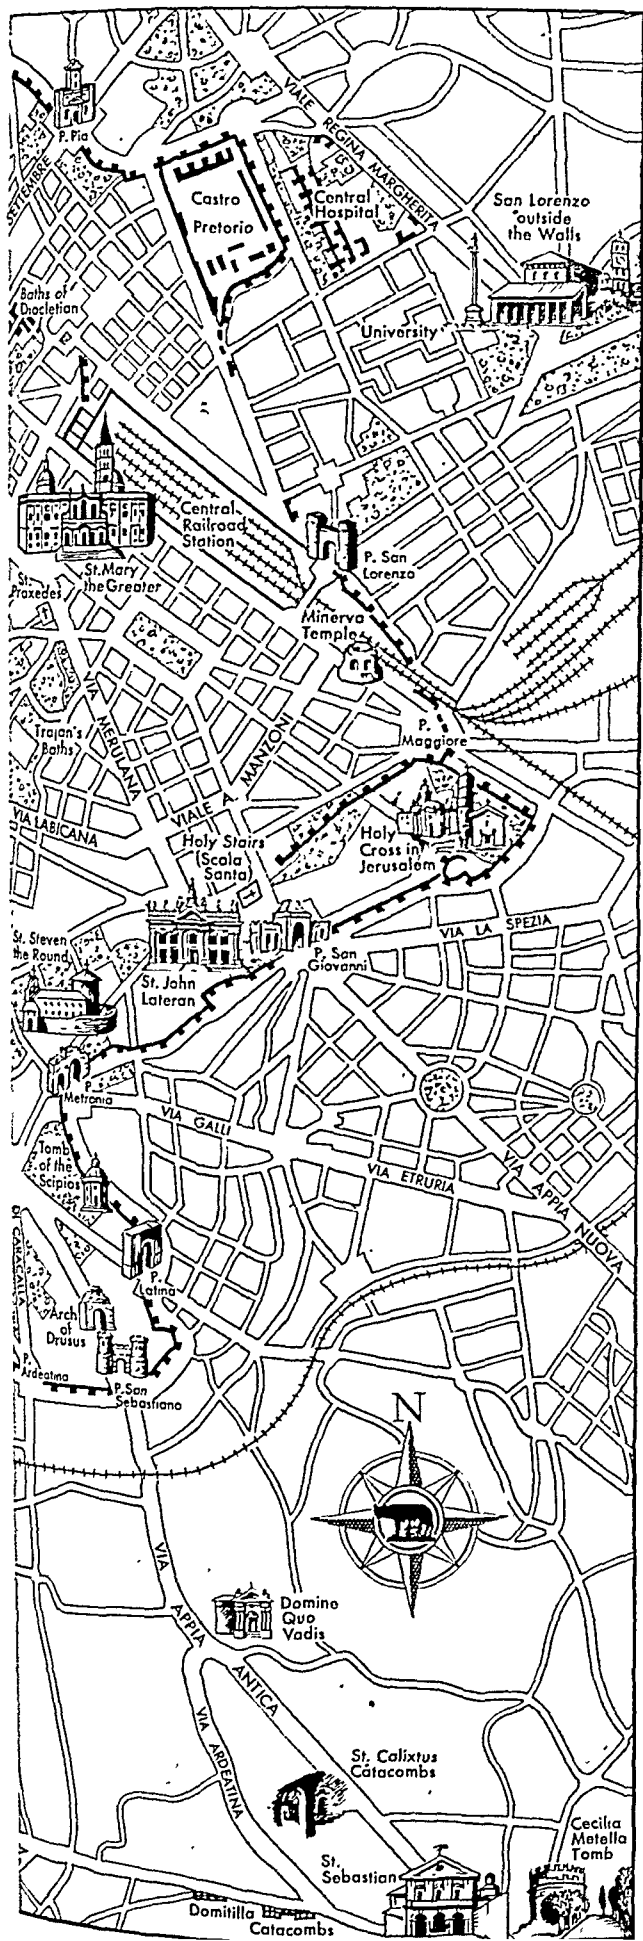 P. Pia
SETTEMBRE
VIALE REGINA MARGHERITA
Castro
Pretorio
Central
Hospital
San Lorenzo
outside
the Walls
Baths of
Diocletian
University
Central
Railroad
Station
P. San
Lorenzo
St. Mary
the Greater
St.
Praxedes
Minerva
Temple
VIA MERULANA
Trajan's
Baths
P.
Maggiore
VIALE A. MANZONI
VIA LABICANA
Holy Stairs
(Scala
Santa)
Holy
Cross in
Jerusalem
VIA LA SPEZIA
St. Steven
the Round
St. John
Lateran
P. San
Giovanni
P.
Metronia
VIA GALLI
Tomb
of the
Scipios
VIA ETRURIA
VIA APPIA NUOVA
CARACALLA
P.
Latina
Arch
of
Drusus
P.
Ardeatina
P. San
Sebastiano
N
VIA APPIA ANTICA
Domine
Quo
Vadis
VIA ARDEATINA
St. Calixtus
Catacombs
Cecilia
Metella
Tomb
St.
Sebastian
Domitilla
Catacombs